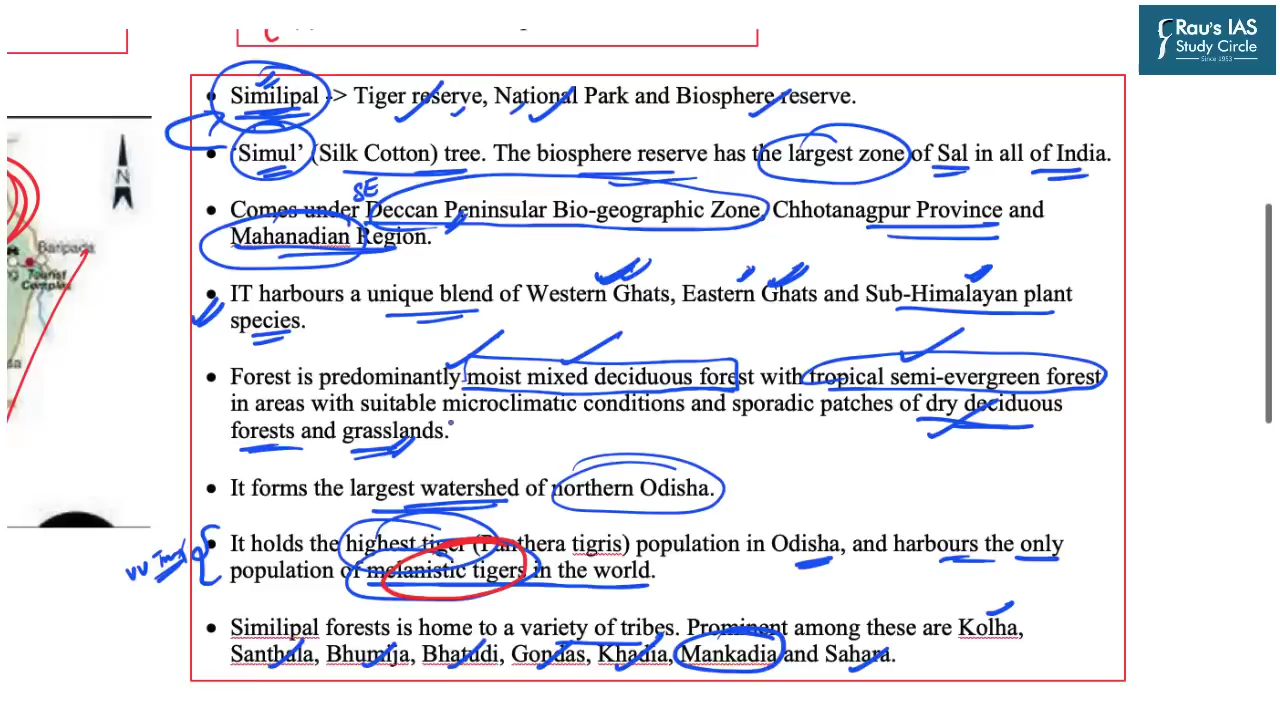 Rau's IAS
Study Circle
Since 1953
• Similipal -> Tiger reserve, National Park and Biosphere reserve.
• 'Simul' (Silk Cotton) tree. The biosphere reserve has the largest zone of Sal in all of India.
SE
• Comes under Deccan Peninsular Bio-geographic Zone, Chhotanagpur Province and
Mahanadian Region.
N
Baripada
Tourist
Complex
• IT harbours a unique blend of Western Ghats, Eastern Ghats and Sub-Himalayan plant
species.
• Forest is predominantly moist mixed deciduous forest with tropical semi-evergreen forest
in areas with suitable microclimatic conditions and sporadic patches of dry deciduous
forests and grasslands.
• It forms the largest watershed of northern Odisha.
• It holds the highest tiger (Panthera tigris) population in Odisha, and harbours the only
population of melanistic tigers in the world.
• Similipal forests is home to a variety of tribes. Prominent among these are Kolha,
Santhala, Bhumija, Bhatudi, Gondas, Khadia, Mankadia and Sahara.